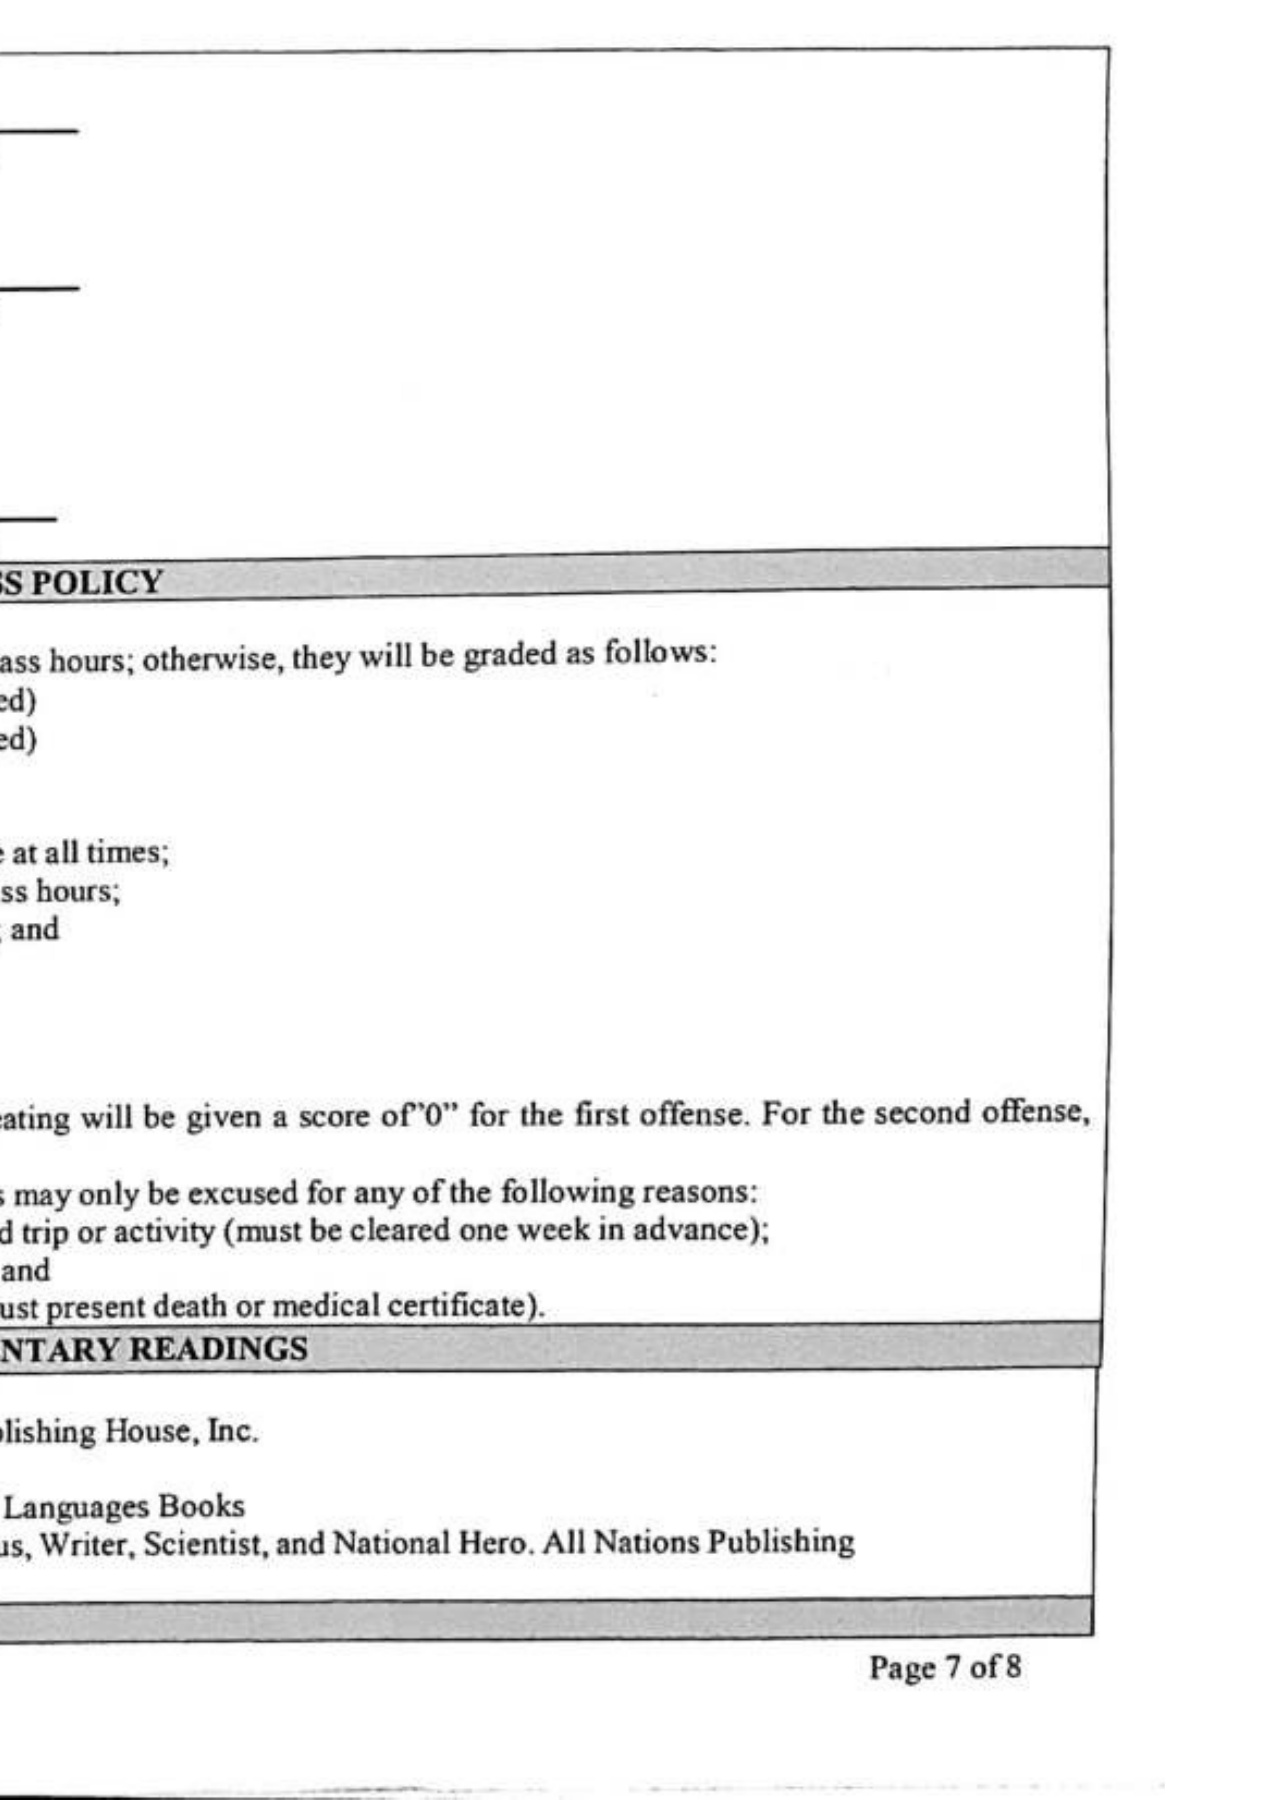 SS POLICY
ass hours; otherwise, they will be graded as follows:
ed)
ed)
e at all times;
ss hours;
; and
eating will be given a score of"0” for the first offense. For the second offense,
s may only be excused for any of the following reasons:
d trip or activity (must be cleared one week in advance);
and
ust present death or medical certificate).
NTARY READINGS
lishing House, Inc.
Languages Books
us, Writer, Scientist, and National Hero. All Nations Publishing
Page 7 of 8